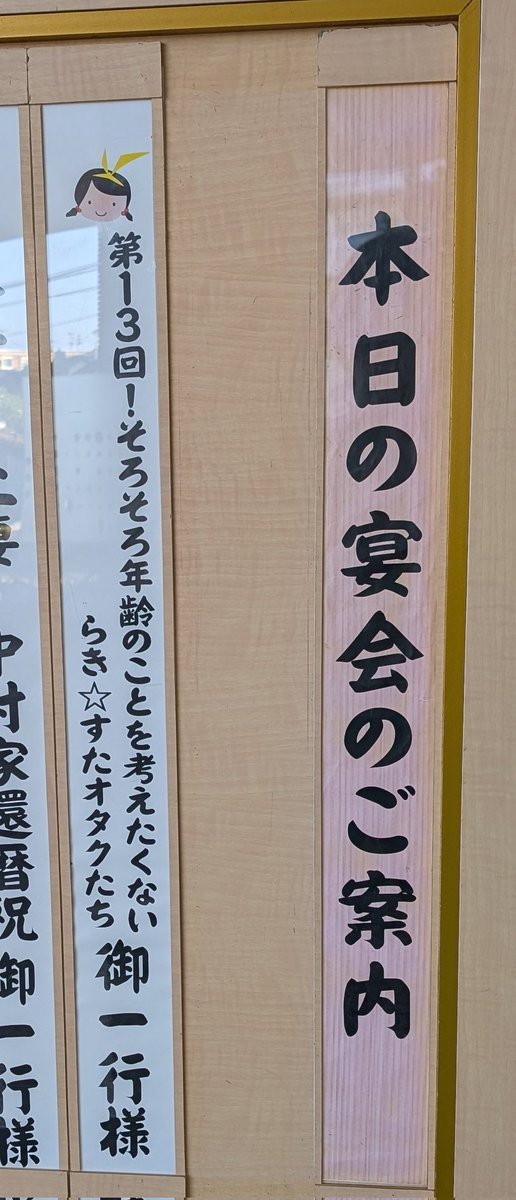 本日の宴会のご案内
第13回！そろそろ年齢のことを考えたくない
らき☆すたオタクたち
御一行様
中村家還暦祝御一行様